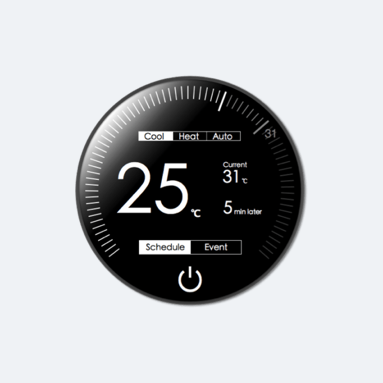 31
Cool Heat Auto
Current
25 ℃ 31 ℃
5 min later
Schedule Event